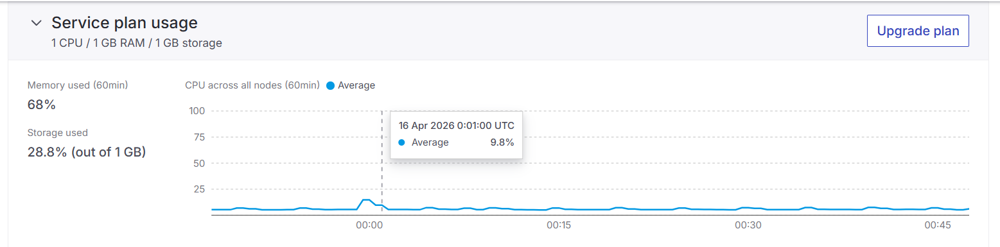 Service plan usage
1 CPU / 1 GB RAM / 1 GB storage
Upgrade plan
Memory used (60min)
68%
Storage used
28.8% (out of 1 GB)
CPU across all nodes (60min)
Average
100
75
50
25
16 Apr 2026 0:01:00 UTC
Average 9.8%
00:00 00:15 00:30 00:45